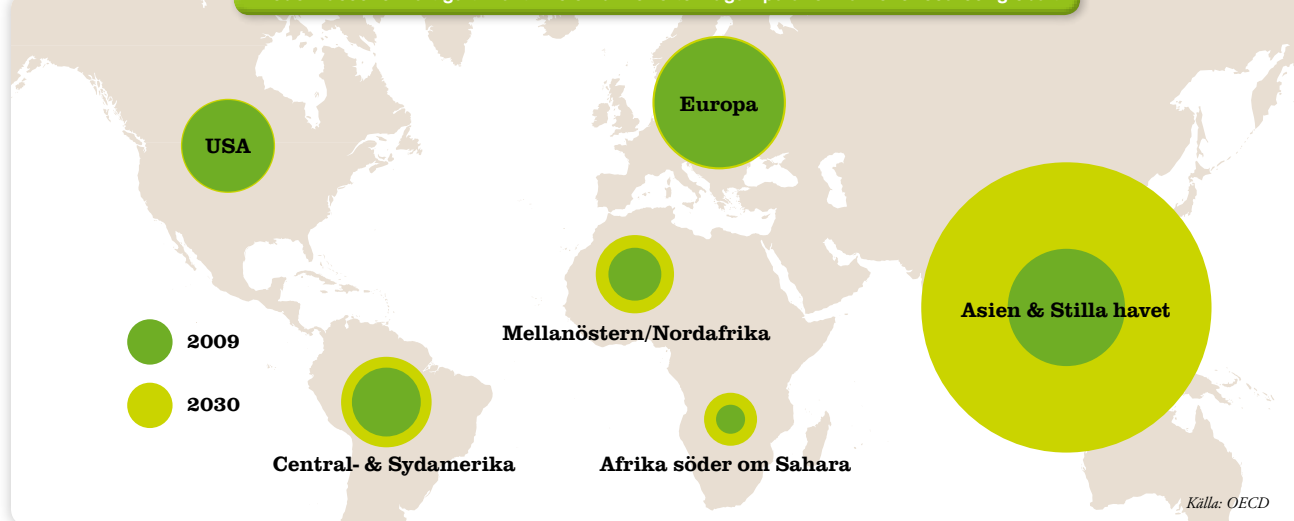 USA
Europa
Asien & Stilla havet
Mellanöstern/Nordafrika
2009
2030
Central- & Sydamerika
Afrika söder om Sahara
Källa: OECD